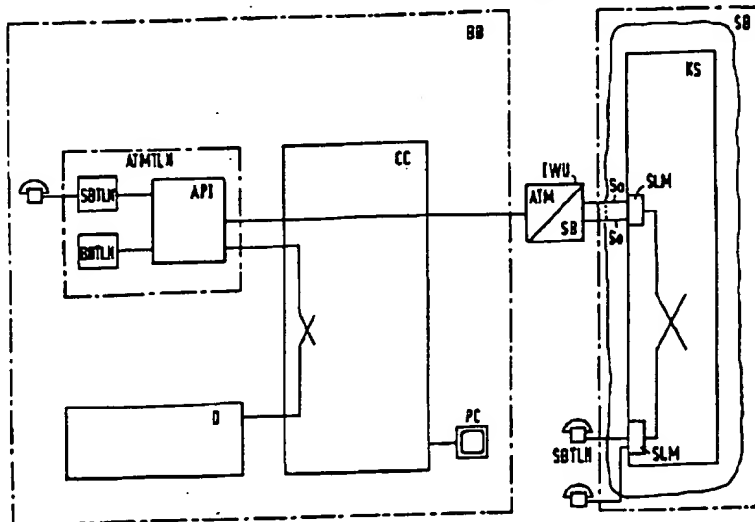 BB
SB
KS
ATMTLN
CC
IWU
SBTLN
API
ATM
So
SLM
SB
So
BBTLN
D
PC
SBTLN
SLM